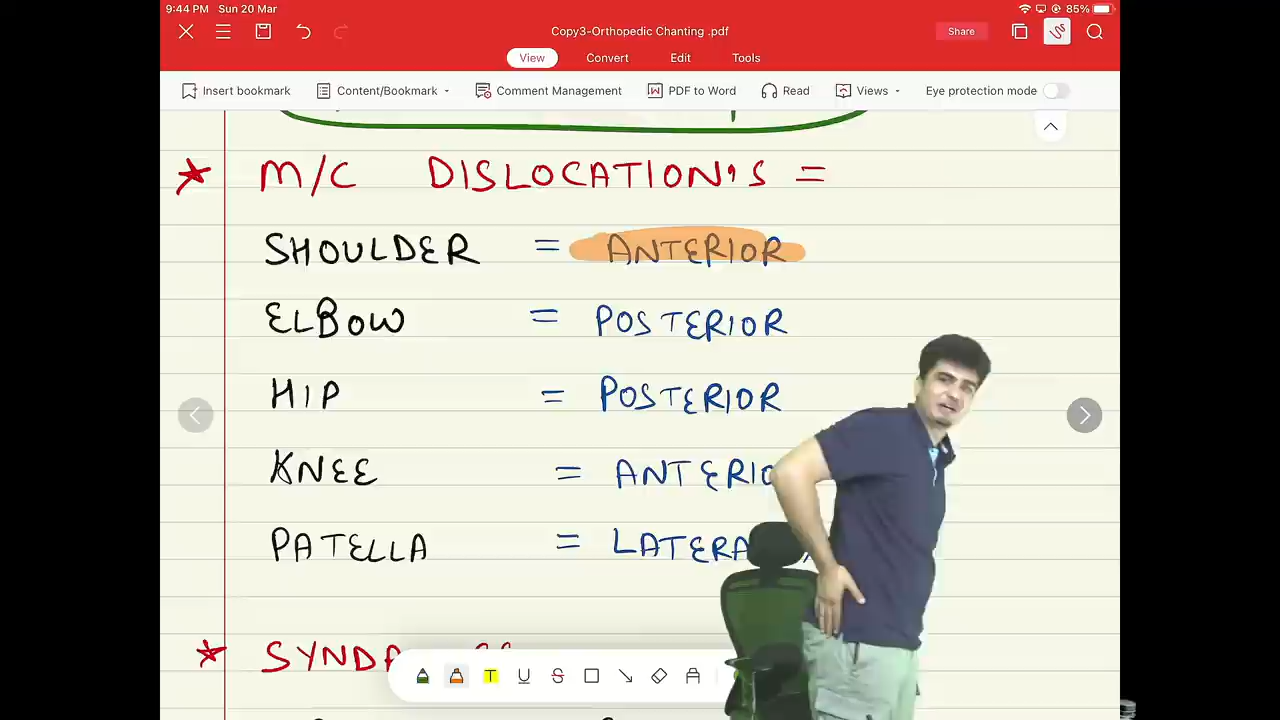 9:44 PM Sun 20 Mar 85%
Copy3-Orthopedic Chanting .pdf
Share
View Convert Edit Tools
Insert bookmark Content/Bookmark Comment Management PDF to Word Read Views Eye protection mode
M/C DISLOCATION'S =
SHOULDER = ANTERIOR
ELBOW = POSTERIOR
HIP = POSTERIOR
KNEE = ANTERIO
PATELLA = LATERA
T U S